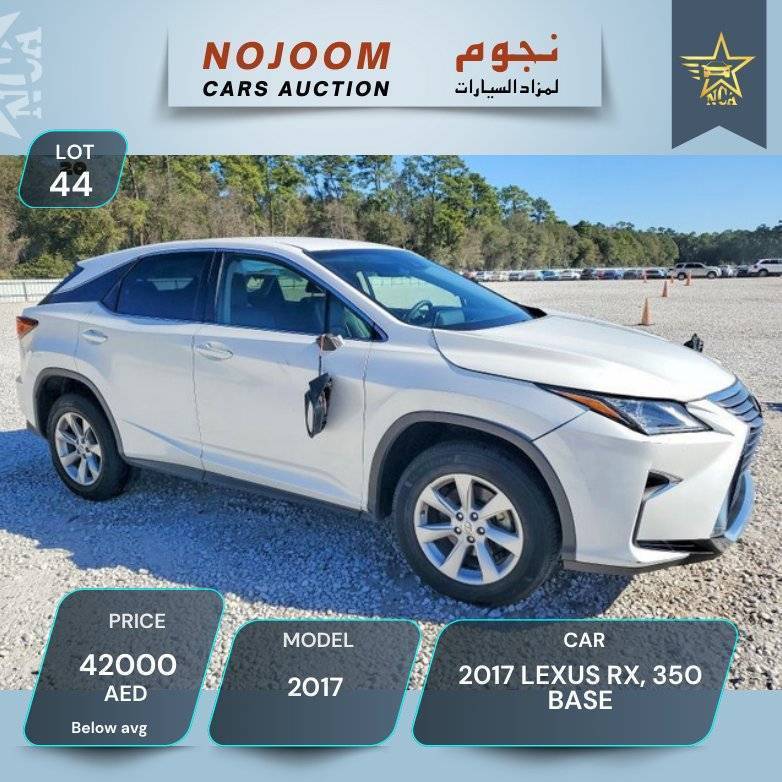 NOJOOM
CARS AUCTION
نجوم
لمزاد السيارات
NCA
NCA
LOT
44
PRICE
42000
AED
Below avg
MODEL
2017
CAR
2017 LEXUS RX, 350
BASE